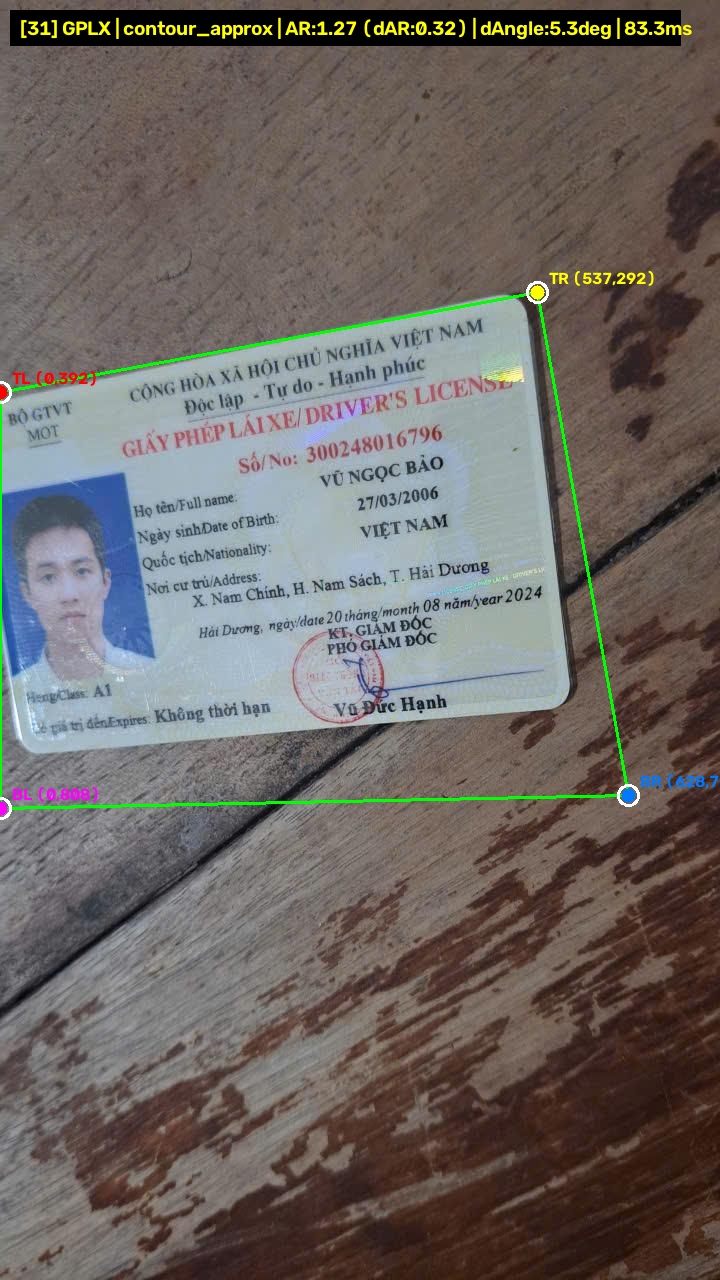 [31] GPLX | contour_approx | AR:1.27 (dAR:0.32) | dAngle:5.3deg | 83.3ms
TR (537,292)
TL (0,392)
CỘNG HÒA XÃ HỘI CHỦ NGHĨA VIỆT NAM
Độc lập - Tự do - Hạnh phúc
BỘ GTVT
MOT
GIẤY PHÉP LÁI XE/DRIVER'S LICENSE
Số/No: 300248016796
Họ tên/Full name: VŨ NGỌC BẢO
Ngày sinh/Date of Birth: 27/03/2006
Quốc tịch/Nationality: VIỆT NAM
Nơi cư trú/Address:
X. Nam Chính, H. Nam Sách, T. Hải Dương
Hải Dương, ngày/date 20 tháng/month 08 năm/year 2024
KT. GIÁM ĐỐC
PHÓ GIÁM ĐỐC
Hạng/Class: A1
Có giá trị đến/Expires: Không thời hạn
Vũ Đức Hạnh
BL (0,808)
BR (628,7